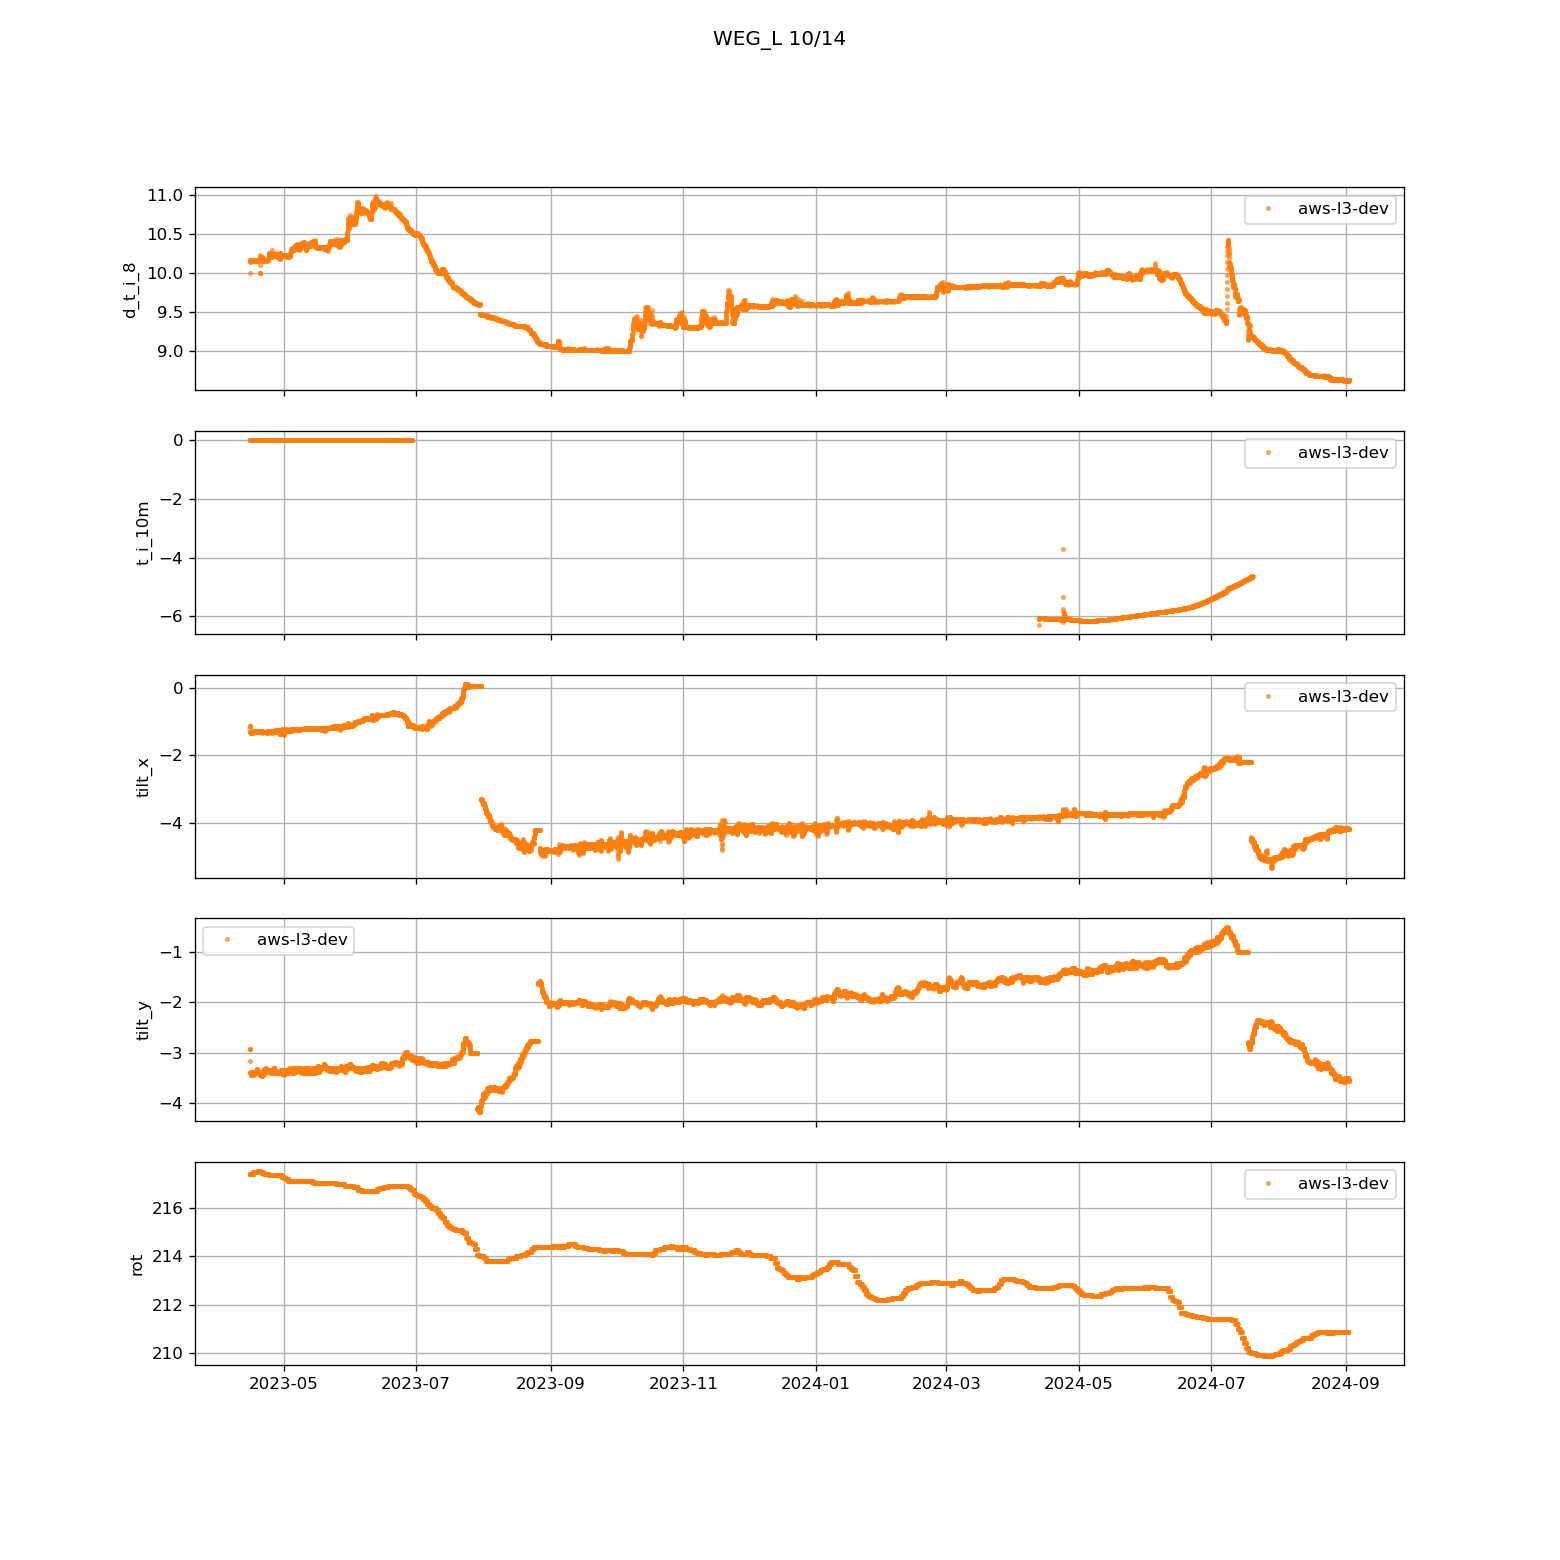 WEG_L 10/14
11.0
10.5
10.0
9.5
9.0
d_t_i_8
aws-l3-dev
0
−2
−4
−6
t_i_10m
aws-l3-dev
0
−2
−4
tilt_x
aws-l3-dev
−1
−2
−3
−4
tilt_y
aws-l3-dev
216
214
212
210
rot
aws-l3-dev
2023-05 2023-07 2023-09 2023-11 2024-01 2024-03 2024-05 2024-07 2024-09